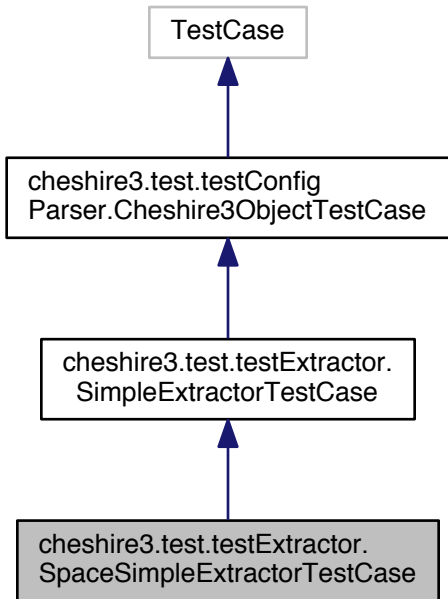 TestCase
cheshire3.test.testConfig
Parser.Cheshire3ObjectTestCase
cheshire3.test.testExtractor.
SimpleExtractorTestCase
cheshire3.test.testExtractor.
SpaceSimpleExtractorTestCase